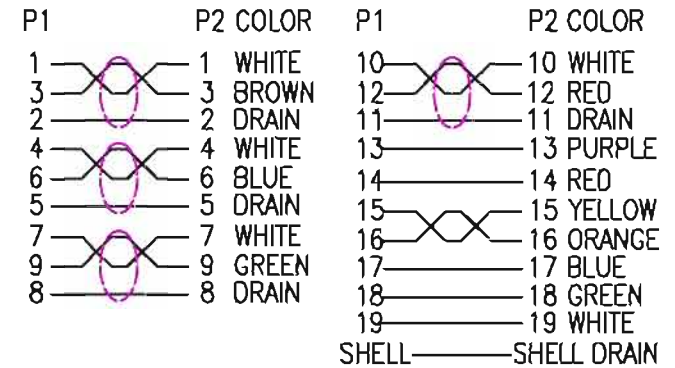 P1 P2 COLOR
1 1 WHITE
3 3 BROWN
2 2 DRAIN
4 4 WHITE
6 6 BLUE
5 5 DRAIN
7 7 WHITE
9 9 GREEN
8 8 DRAIN
P1 P2 COLOR
10 10 WHITE
12 12 RED
11 11 DRAIN
13 13 PURPLE
14 14 RED
15 15 YELLOW
16 16 ORANGE
17 17 BLUE
18 18 GREEN
19 19 WHITE
SHELL SHELL DRAIN